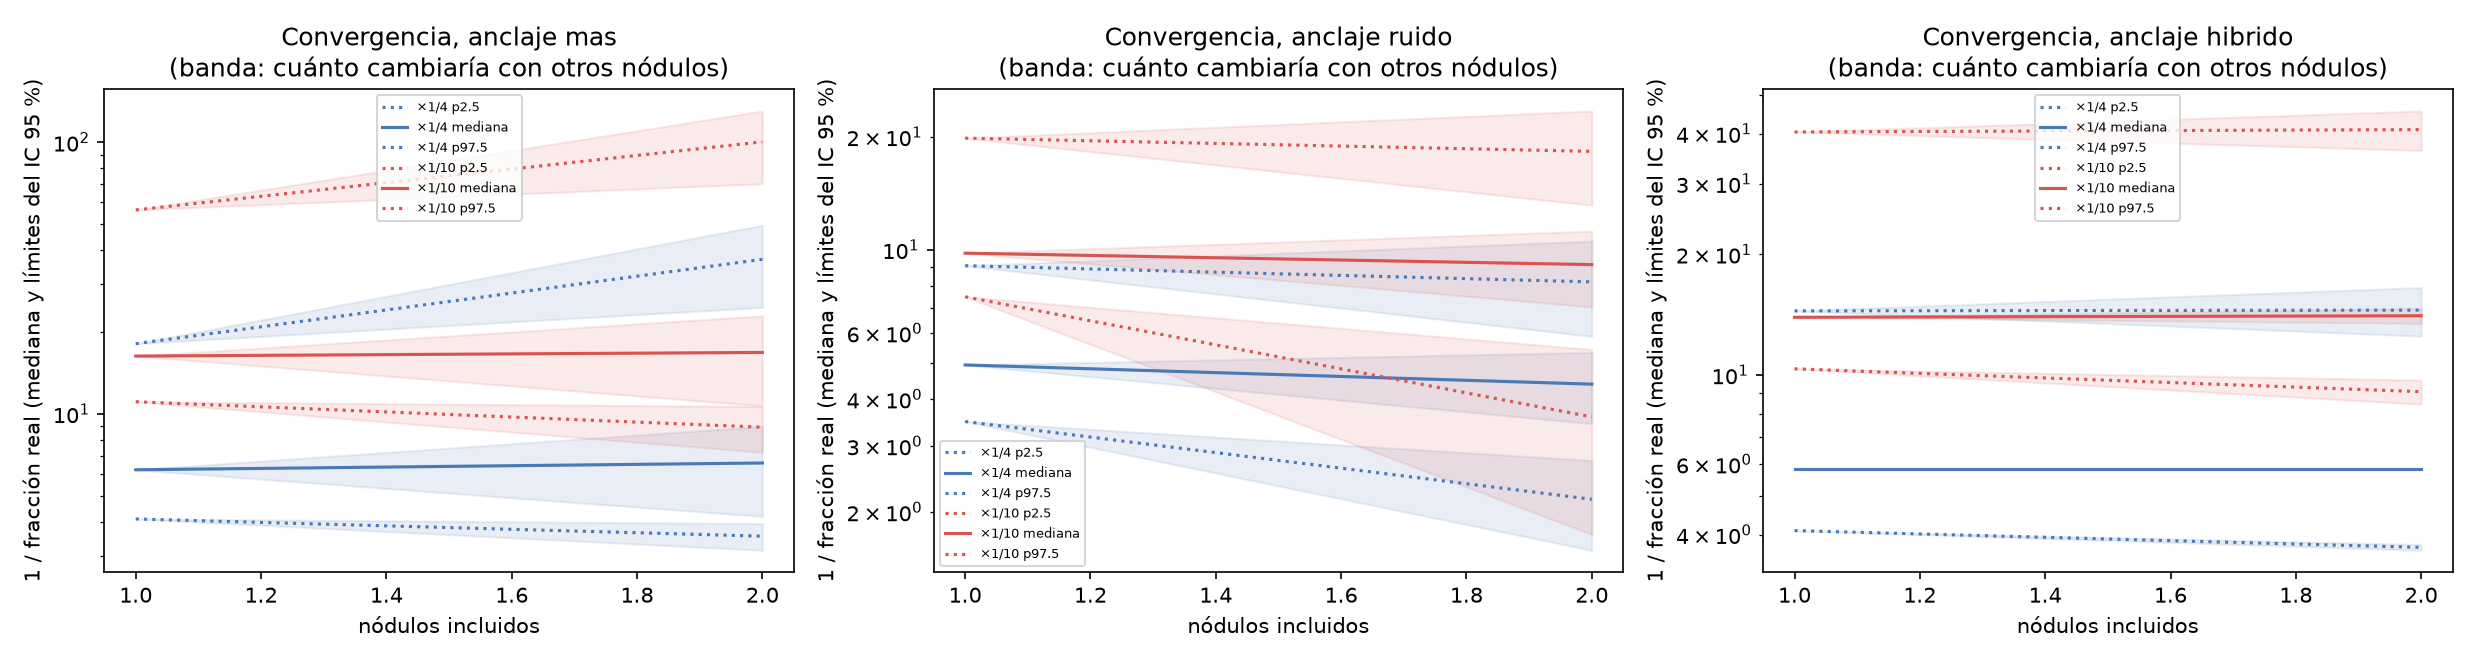 Convergencia, anclaje mas
(banda: cuánto cambiaría con otros nódulos)
1 / fracción real (mediana y límites del IC 95 %)
10²
10¹
×1/4 p2.5
×1/4 mediana
×1/4 p97.5
×1/10 p2.5
×1/10 mediana
×1/10 p97.5
1.0 1.2 1.4 1.6 1.8 2.0
nódulos incluidos
Convergencia, anclaje ruido
(banda: cuánto cambiaría con otros nódulos)
1 / fracción real (mediana y límites del IC 95 %)
2 × 10¹
10¹
6 × 10⁰
4 × 10⁰
3 × 10⁰
2 × 10⁰
×1/4 p2.5
×1/4 mediana
×1/4 p97.5
×1/10 p2.5
×1/10 mediana
×1/10 p97.5
1.0 1.2 1.4 1.6 1.8 2.0
nódulos incluidos
Convergencia, anclaje hibrido
(banda: cuánto cambiaría con otros nódulos)
1 / fracción real (mediana y límites del IC 95 %)
4 × 10¹
3 × 10¹
2 × 10¹
10¹
6 × 10⁰
4 × 10⁰
×1/4 p2.5
×1/4 mediana
×1/4 p97.5
×1/10 p2.5
×1/10 mediana
×1/10 p97.5
1.0 1.2 1.4 1.6 1.8 2.0
nódulos incluidos